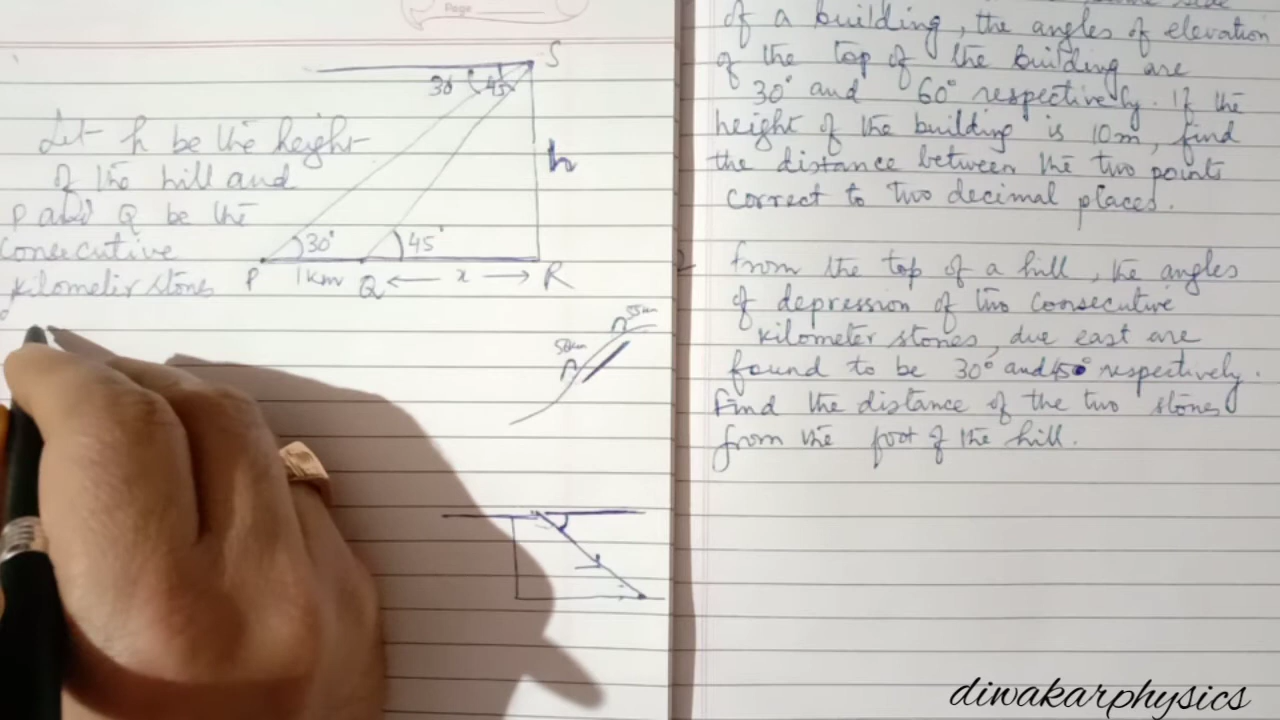 Page
S
30 45
Let h be the height
of the hill and
P and Q be the
Consecutive
kilometer stones
h
30° 45°
P 1km Q x R
55km
50km
of a building, the angles of elevation
of the top of the building are
30° and 60° respectively. If the
height of the building is 10m, find
the distance between the two points
correct to two decimal places.
from the top of a hill, the angles
of depression of two consecutive
kilometer stones, due east are
found to be 30° and 45° respectively.
Find the distance of the two stones
from the foot of the hill.
diwakarphysics